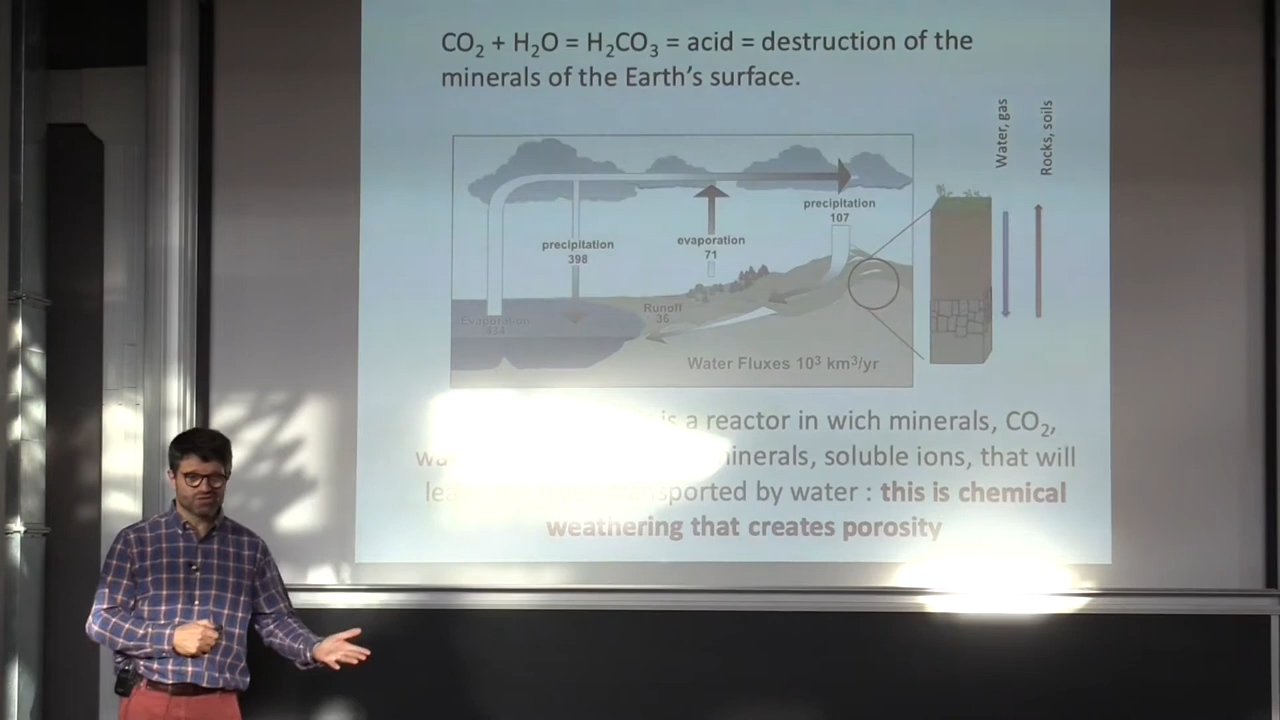 CO₂ + H₂O = H₂CO₃ = acid = destruction of the
minerals of the Earth's surface.
Water, gas
Rocks, soils
precipitation
107
precipitation
398
evaporation
71
Evaporation
434
Runoff
36
Water Fluxes 10³ km³/yr
is a reactor in wich minerals, CO₂,
minerals, soluble ions, that will
by water : this is chemical
weathering that creates porosity